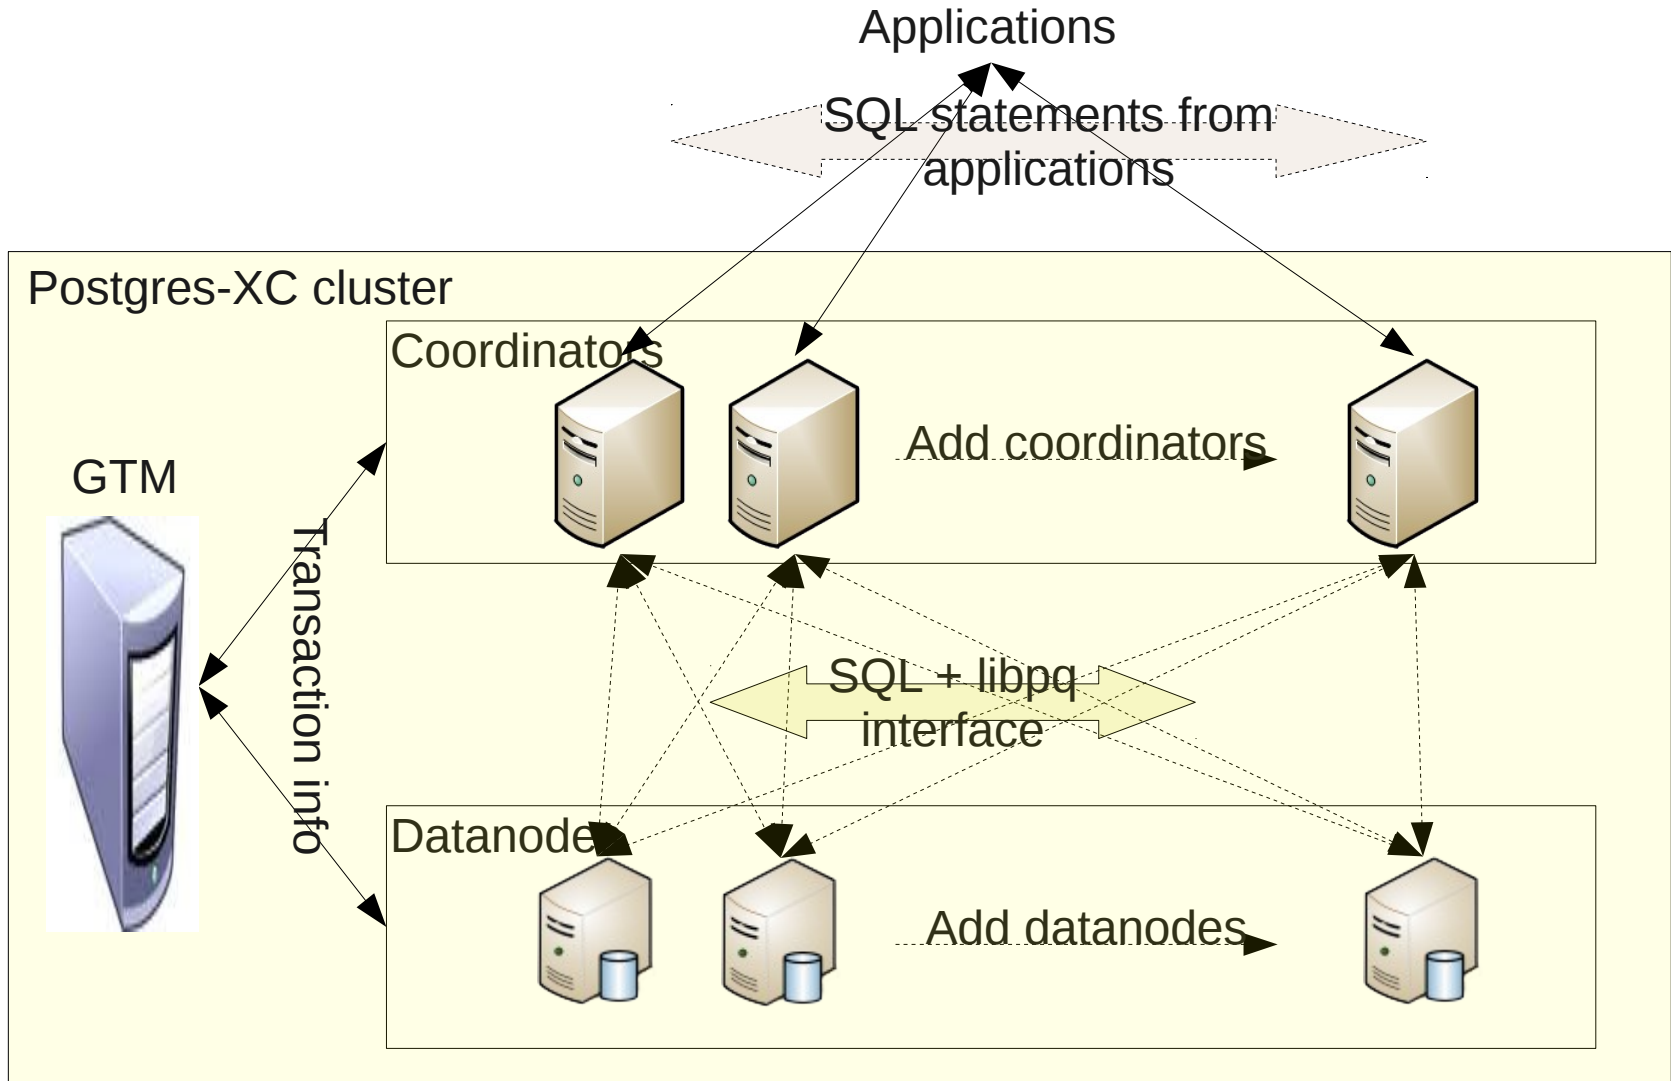 Applications
SQL statements from
applications
Postgres-XC cluster
Coordinators
Add coordinators
GTM
Transaction info
SQL + libpq
interface
Datanodes
Add datanodes